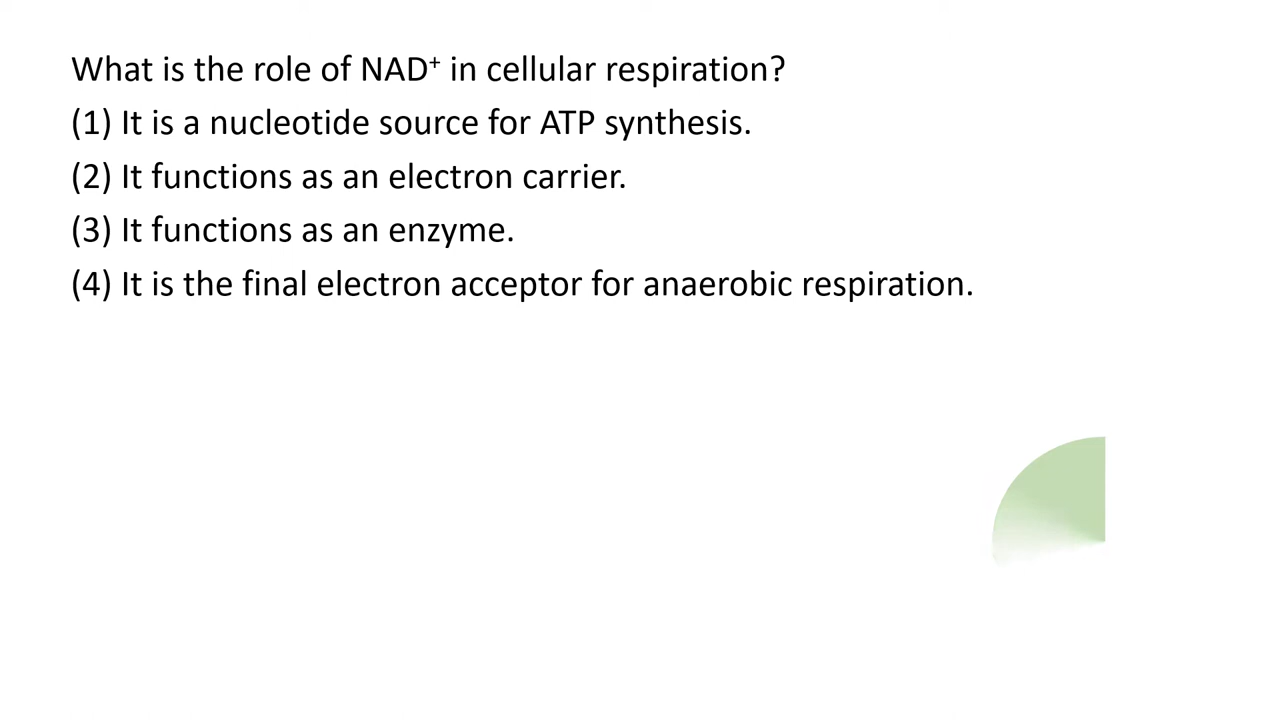 What is the role of NAD⁺ in cellular respiration?
(1) It is a nucleotide source for ATP synthesis.
(2) It functions as an electron carrier.
(3) It functions as an enzyme.
(4) It is the final electron acceptor for anaerobic respiration.